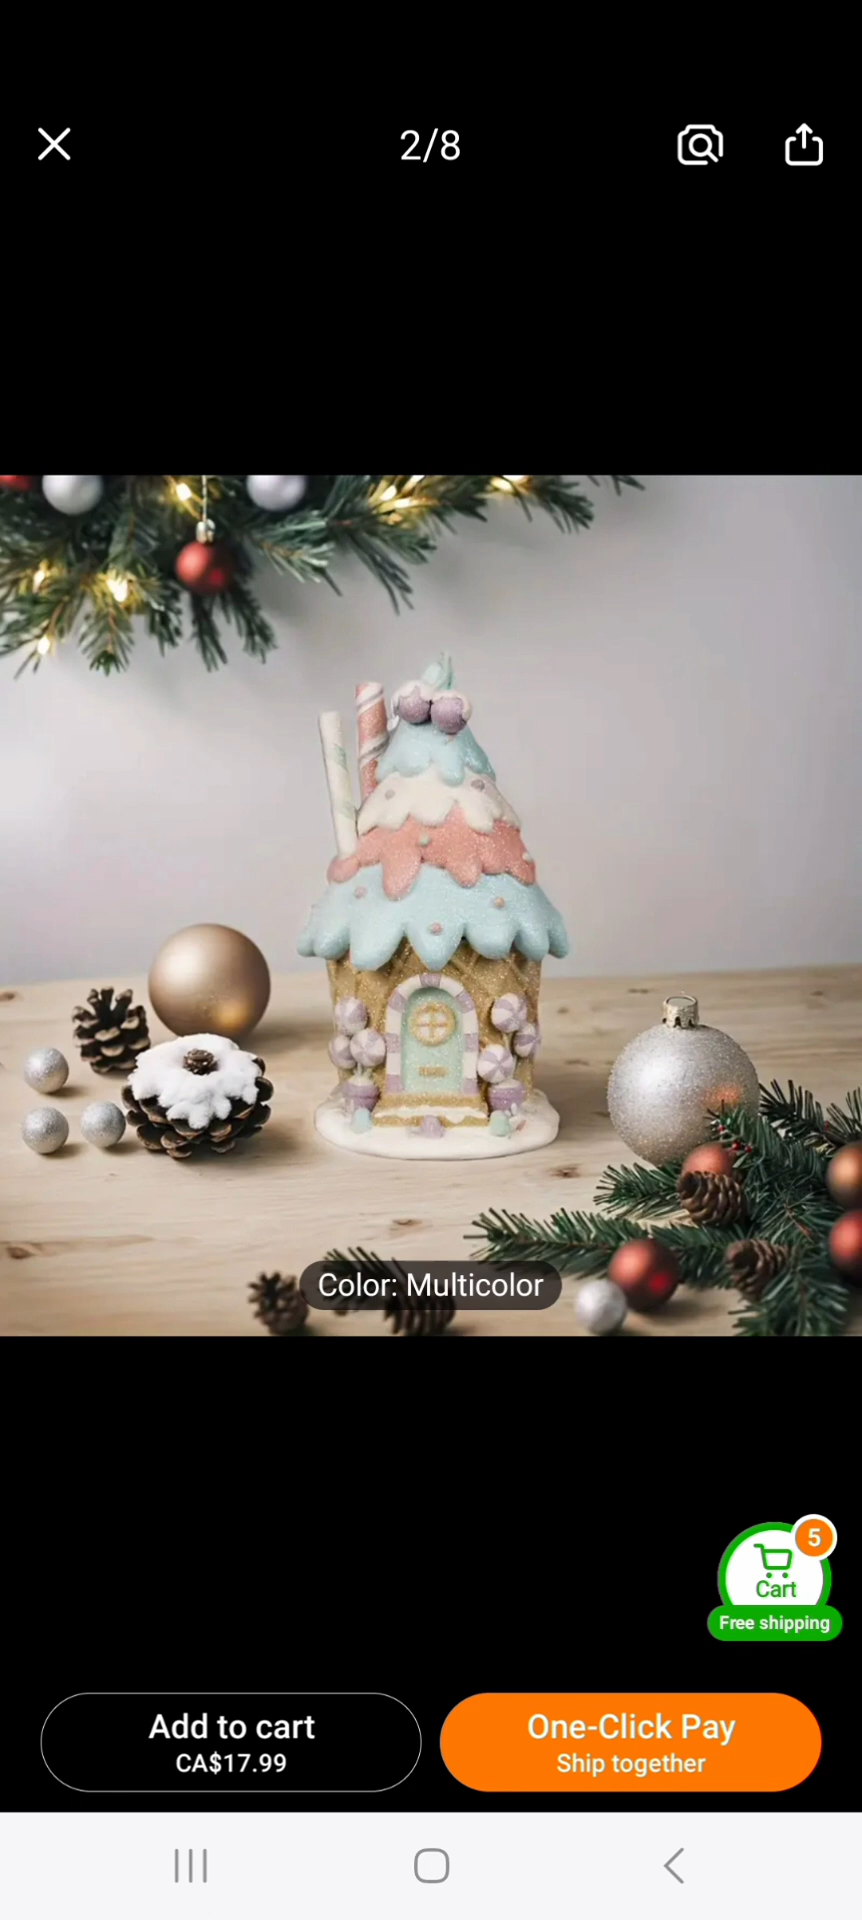 2/8
Color: Multicolor
5
Cart
Free shipping
Add to cart
CA$17.99
One-Click Pay
Ship together